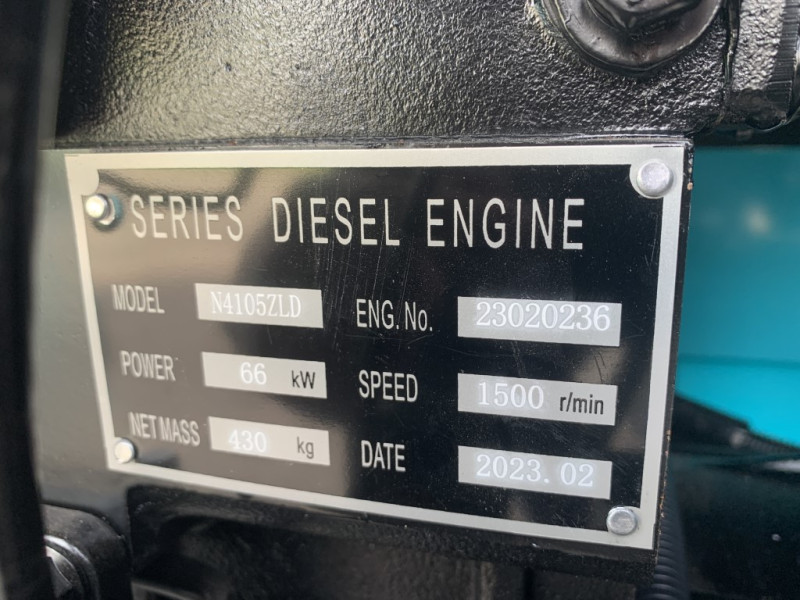 SERIES DIESEL ENGINE
MODEL N4105ZLD ENG. No. 23020236
POWER 66 kW SPEED 1500 r/min
NET MASS 430 kg DATE 2023.02